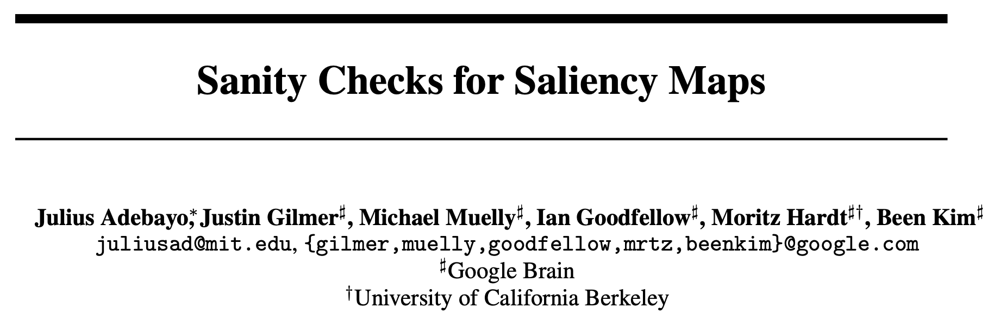 Sanity Checks for Saliency Maps
Julius Adebayo,* Justin Gilmer♯, Michael Muelly♯, Ian Goodfellow♯, Moritz Hardt♯†, Been Kim♯
juliusad@mit.edu, {gilmer,muelly,goodfellow,mrtz,beenkim}@google.com
♯Google Brain
†University of California Berkeley